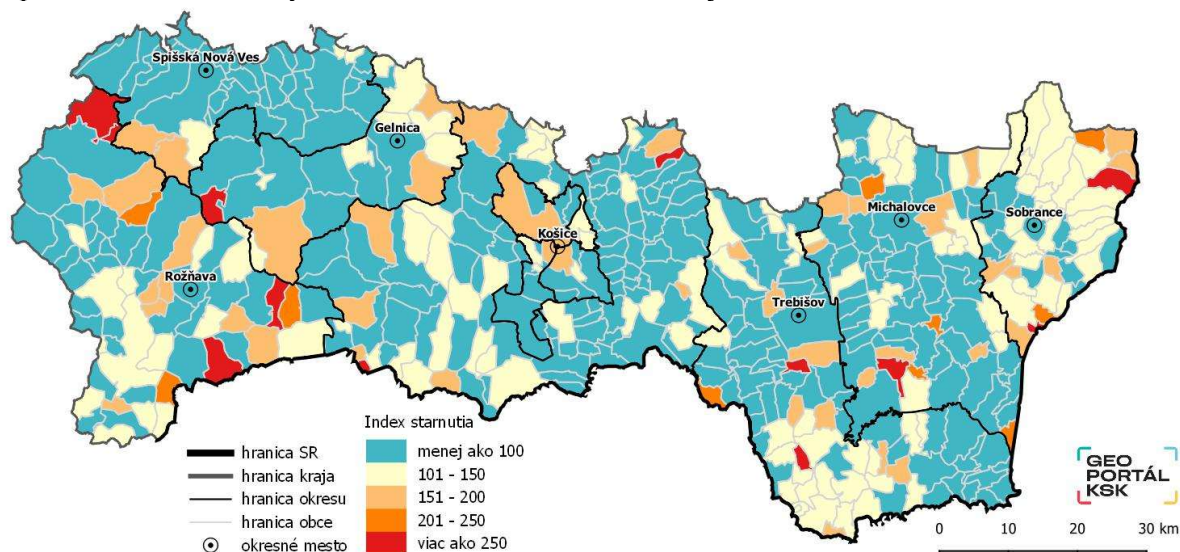 Spišská Nová Ves
Gelnica
Košice
Michalovce
Sobrance
Rožňava
Trebišov
Index starnutia
hranica SR
hranica kraja
hranica okresu
hranica obce
okresné mesto
menej ako 100
101 - 150
151 - 200
201 - 250
viac ako 250
GEO
PORTÁL
KSK
0 10 20 30 km